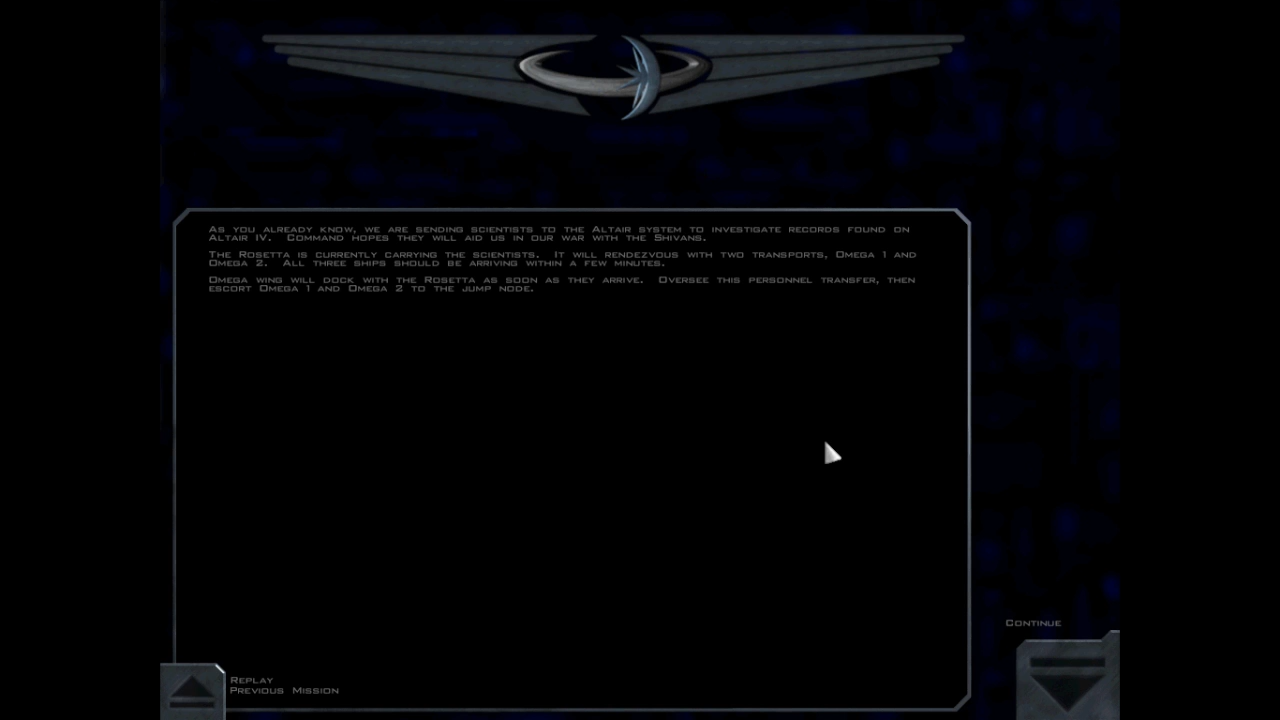 As you already know, we are sending scientists to the Altair system to investigate records found on
Altair IV. Command hopes they will aid us in our war with the Shivans.
The Rosetta is currently carrying the scientists. It will rendezvous with two transports, Omega 1 and
Omega 2. All three ships should be arriving within a few minutes.
Omega wing will dock with the Rosetta as soon as they arrive. Oversee this personnel transfer, then
escort Omega 1 and Omega 2 to the jump node.
Continue
Replay
Previous Mission